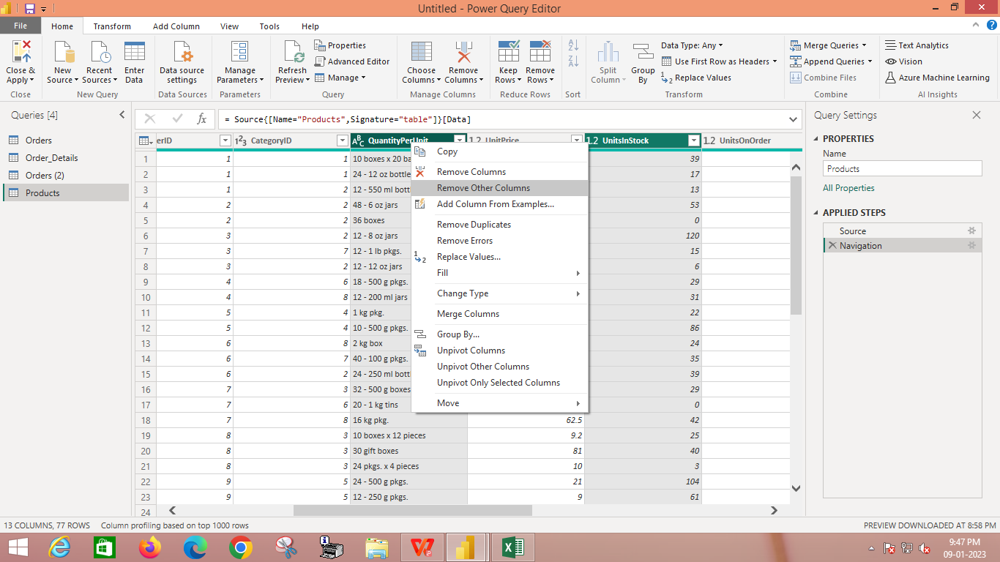 Untitled - Power Query Editor
File Home Transform Add Column View Tools Help
Close & Apply
Close
New Source
Recent Sources
Enter Data
New Query
Data source settings
Data Sources
Manage Parameters
Parameters
Refresh Preview
Properties
Advanced Editor
Manage
Query
Choose Columns
Remove Columns
Manage Columns
Keep Rows
Remove Rows
Reduce Rows
Sort
Split Column
Group By
Data Type: Any
Use First Row as Headers
Replace Values
Transform
Merge Queries
Append Queries
Combine Files
Combine
Text Analytics
Vision
Azure Machine Learning
AI Insights
Queries [4]
Orders
Order_Details
Orders (2)
Products
= Source{[Name="Products",Signature="table"]}[Data]
erID CategoryID QuantityPerUnit UnitPrice UnitsInStock UnitsOnOrder
1 1 1 10 boxes x 20 ba 39
2 1 1 24 - 12 oz bottle 17
3 1 2 12 - 550 ml bott 13
4 2 2 48 - 6 oz jars 53
5 2 2 36 boxes 0
6 3 2 12 - 8 oz jars 120
7 3 7 12 - 1 lb pkgs. 15
8 3 2 12 - 12 oz jars 6
9 4 6 18 - 500 g pkgs. 29
10 4 8 12 - 200 ml jars 31
11 5 4 1 kg pkg. 22
12 5 4 10 - 500 g pkgs. 86
13 6 8 2 kg box 24
14 6 7 40 - 100 g pkgs. 35
15 6 2 24 - 250 ml bott 39
16 7 3 32 - 500 g boxes 29
17 7 6 20 - 1 kg tins 0
18 7 8 16 kg pkg. 62.5 42
19 8 3 10 boxes x 12 pieces 9.2 25
20 8 3 30 gift boxes 81 40
21 8 3 24 pkgs. x 4 pieces 10 3
22 9 5 24 - 500 g pkgs. 21 104
23 9 5 12 - 250 g pkgs. 9 61
24
Copy
Remove Columns
Remove Other Columns
Add Column From Examples...
Remove Duplicates
Remove Errors
Replace Values...
Fill
Change Type
Merge Columns
Group By...
Unpivot Columns
Unpivot Other Columns
Unpivot Only Selected Columns
Move
Query Settings
PROPERTIES
Name
Products
All Properties
APPLIED STEPS
Source
Navigation
13 COLUMNS, 77 ROWS Column profiling based on top 1000 rows PREVIEW DOWNLOADED AT 8:58 PM
9:47 PM
09-01-2023